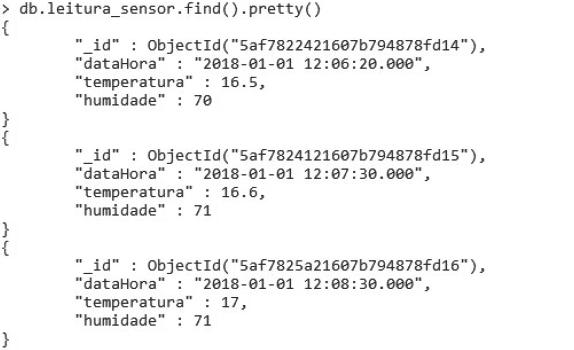 > db.leitura_sensor.find().pretty()
{
"_id" : ObjectId("5af7822421607b794878fd14"),
"dataHora" : "2018-01-01 12:06:20.000",
"temperatura" : 16.5,
"humidade" : 70
}
{
"_id" : ObjectId("5af7824121607b794878fd15"),
"dataHora" : "2018-01-01 12:07:30.000",
"temperatura" : 16.6,
"humidade" : 71
}
{
"_id" : ObjectId("5af7825a21607b794878fd16"),
"dataHora" : "2018-01-01 12:08:30.000",
"temperatura" : 17,
"humidade" : 71
}